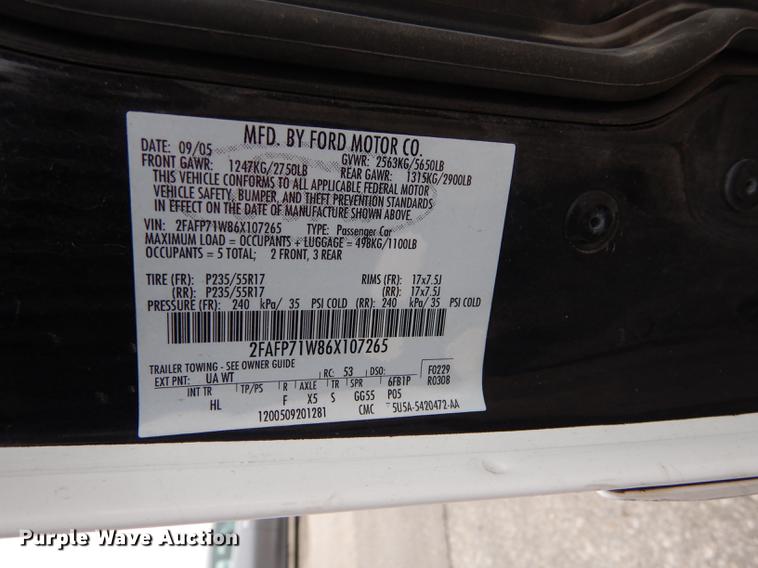 MFD. BY FORD MOTOR CO.
DATE: 09/05 GVWR: 2563KG/5650LB
FRONT GAWR: 1247KG/2750LB REAR GAWR: 1315KG/2900LB
THIS VEHICLE CONFORMS TO ALL APPLICABLE FEDERAL MOTOR
VEHICLE SAFETY, BUMPER, AND THEFT PREVENTION STANDARDS
IN EFFECT ON THE DATE OF MANUFACTURE SHOWN ABOVE.
VIN: 2FAFP71W86X107265 TYPE: Passenger Car
MAXIMUM LOAD = OCCUPANTS + LUGGAGE = 498KG/1100LB
OCCUPANTS = 5 TOTAL; 2 FRONT, 3 REAR
TIRE (FR): P235/55R17 RIMS (FR): 17x7.5J
(RR): P235/55R17 (RR): 17x7.5J
PRESSURE (FR): 240 kPa/ 35 PSI COLD (RR): 240 kPa/ 35 PSI COLD
2FAFP71W86X107265
TRAILER TOWING - SEE OWNER GUIDE
EXT PNT: UA WT RC: 53 DSO: F0229
INT TR TP/PS R AXLE TR SPR 6FB1P R0308
HL F X5 S GG55 P05
1200509201281 CMC 5U5A-5420472-AA
Purple Wave Auction